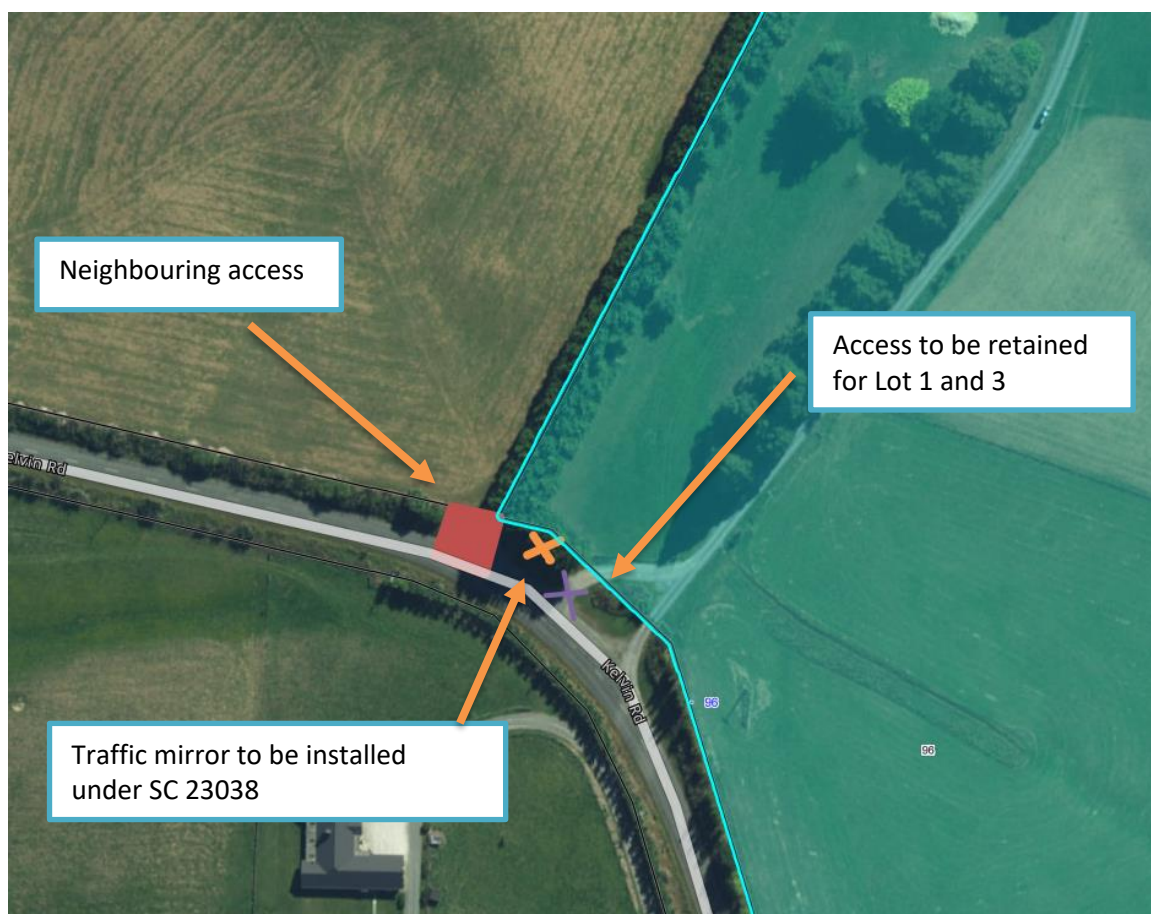 Neighbouring access
Access to be retained
for Lot 1 and 3
elvin Rd
Kelvin Rd
96
96
Traffic mirror to be installed
under SC 23038